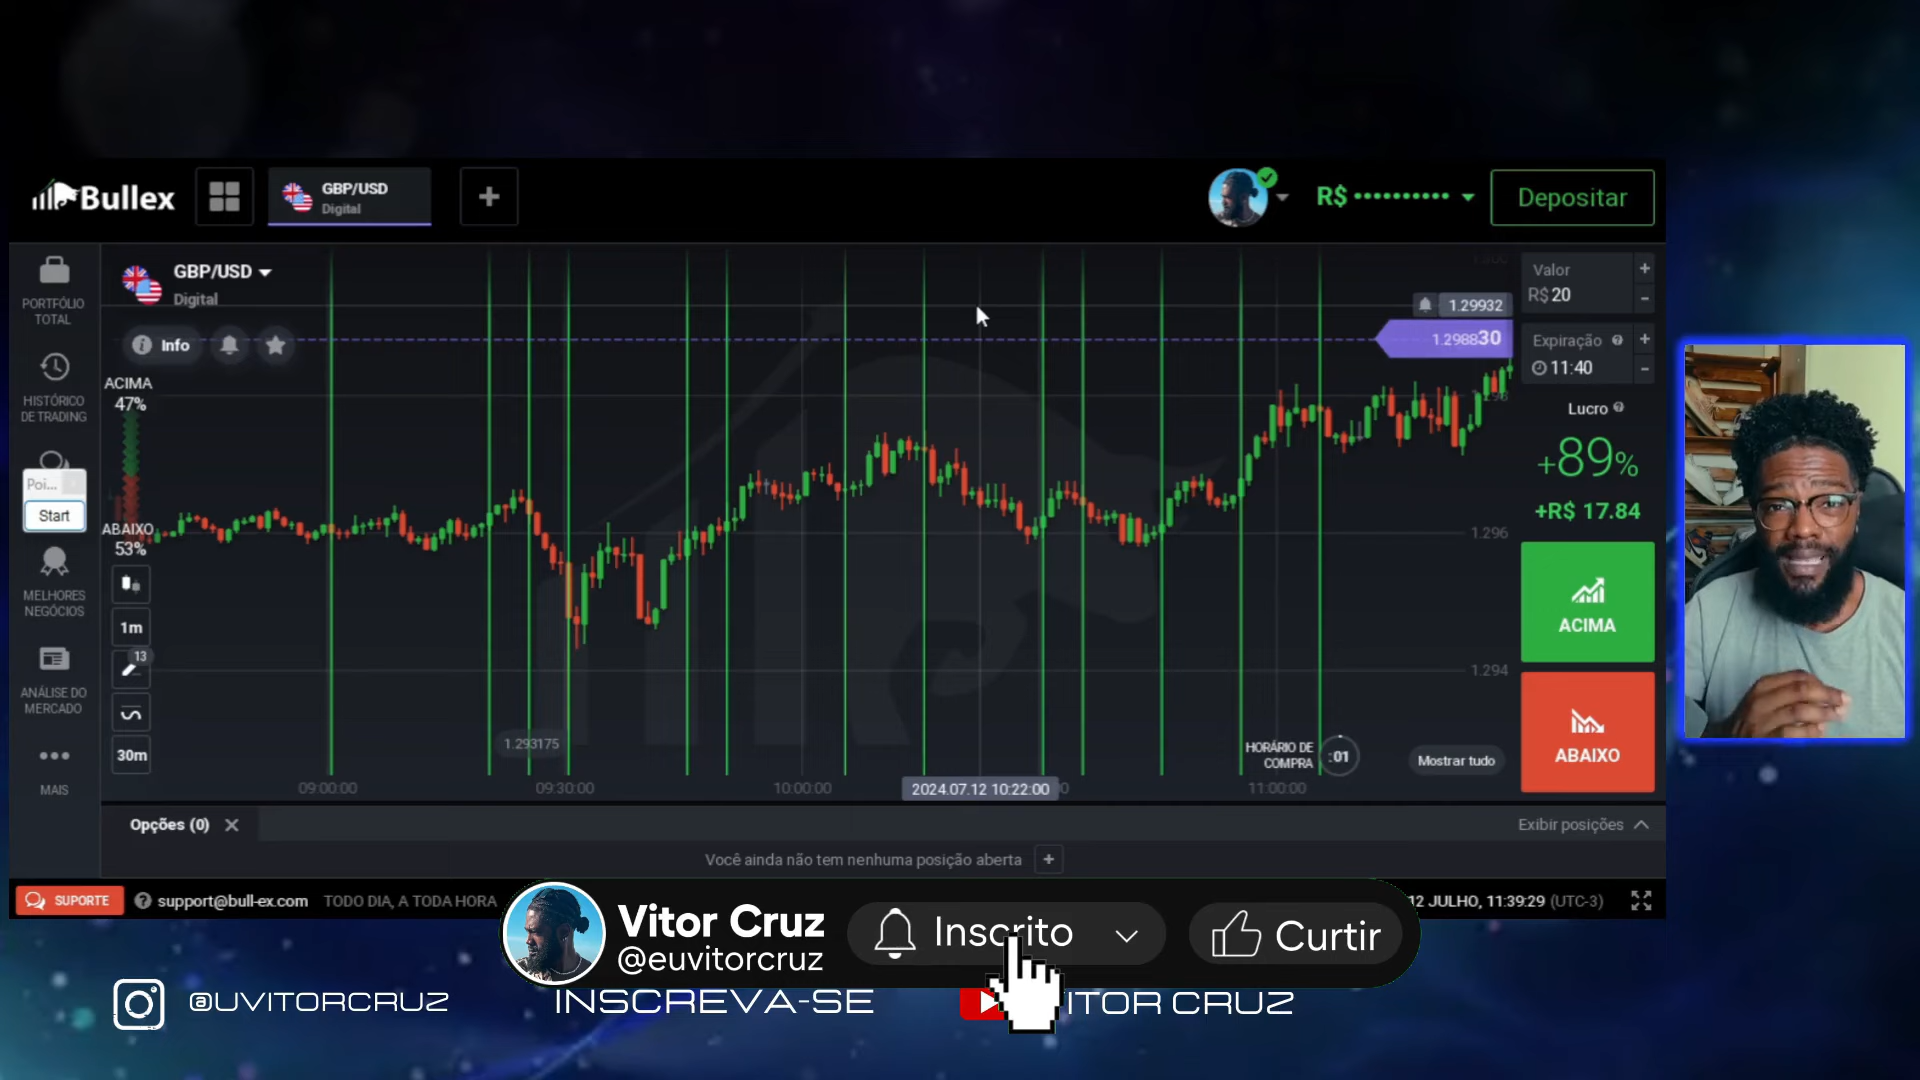 Bullex
GBP/USD
Digital
R$ ••••••••••
Depositar
PORTFÓLIO
TOTAL
HISTÓRICO
DE TRADING
Poi...
Start
MELHORES
NEGÓCIOS
ANÁLISE DO
MERCADO
MAIS
GBP/USD
Digital
Info
ACIMA
47%
ABAIXO
53%
1m
13
30m
1.293175
1.29932
1.298830
1.296
1.294
HORÁRIO DE
COMPRA
:01
Mostrar tudo
09:00:00
09:30:00
10:00:00
2024.07.12 10:22:00
11:00:00
Valor
R$ 20
Expiração
11:40
Lucro
+89%
+R$ 17.84
ACIMA
ABAIXO
Opções (0)
Exibir posições
Você ainda não tem nenhuma posição aberta
SUPORTE
support@bull-ex.com
TODO DIA, A TODA HORA
12 JULHO, 11:39:29 (UTC-3)
Vitor Cruz
@euvitorcruz
Inscrito
Curtir
@UVITORCRUZ
INSCREVA-SE
VITOR CRUZ